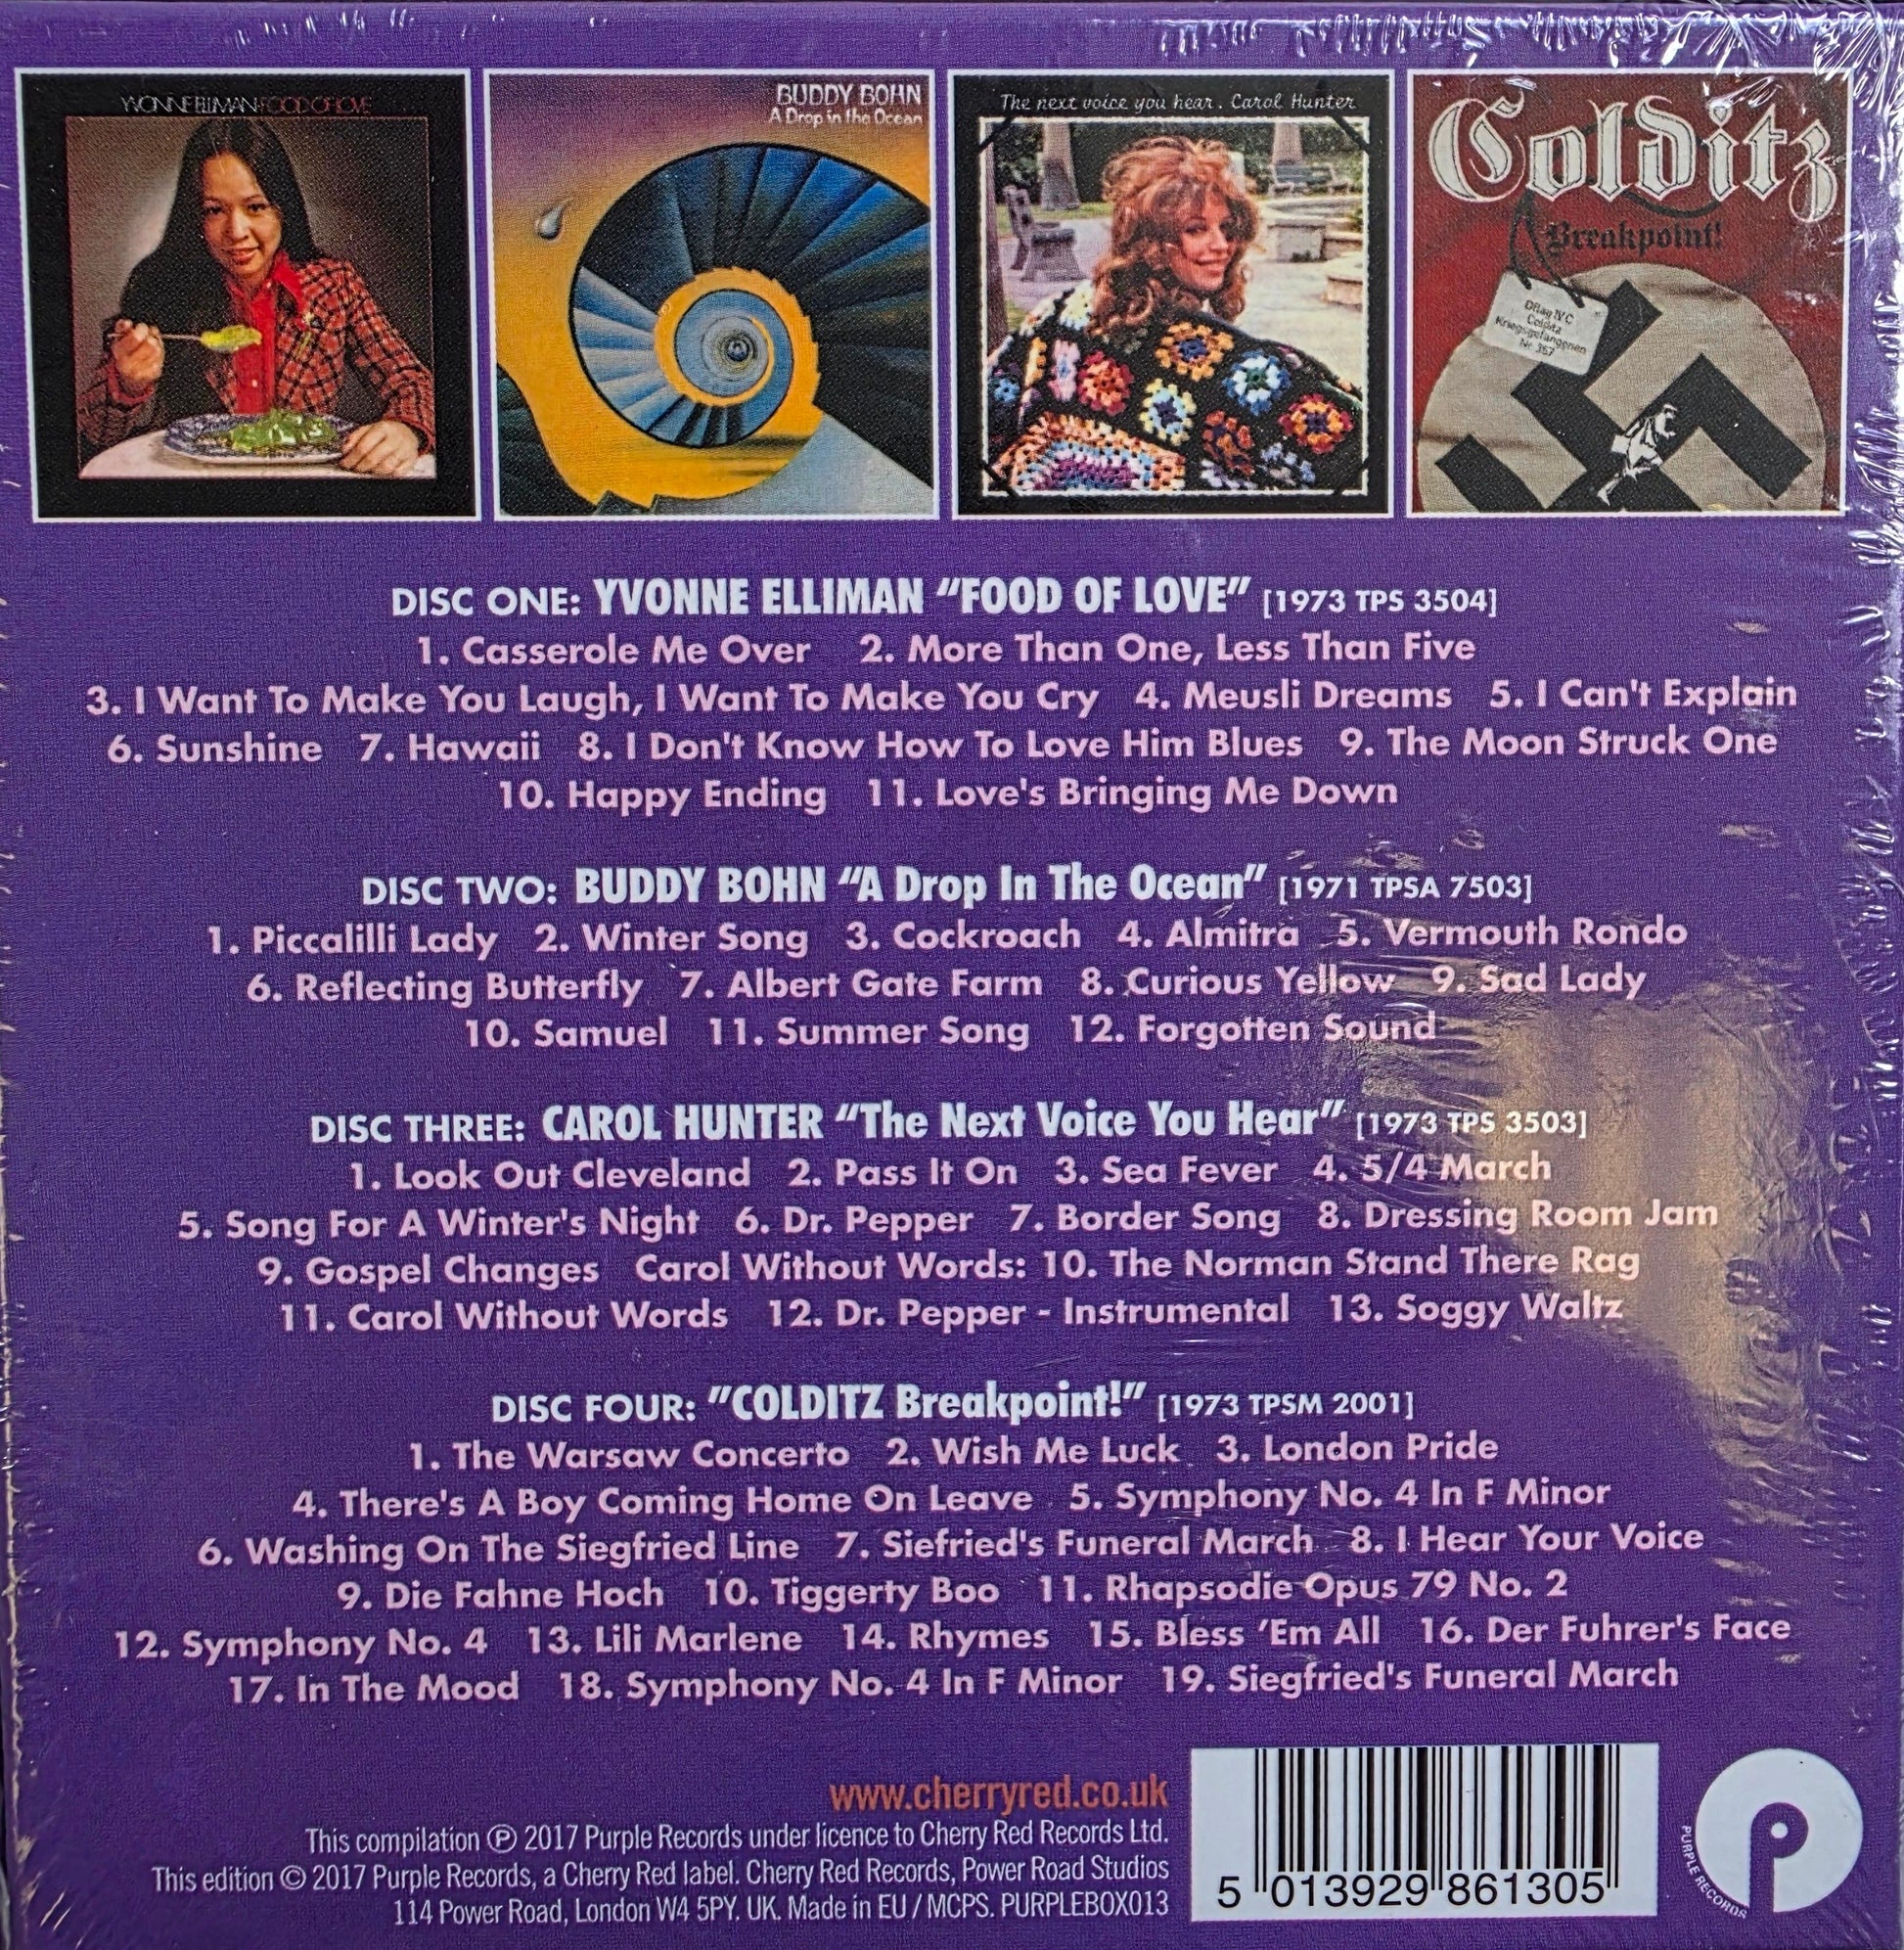 YVONNE ELLIMAN FOOD OF LOVE
BUDDY BOHN
A Drop in the Ocean
The next voice you hear. Carol Hunter
Colditz
Breakpoint!
Oflag IV C
Colditz
Kriegsgefangenen
Nr 357
DISC ONE: YVONNE ELLIMAN "FOOD OF LOVE" [1973 TPS 3504]
1. Casserole Me Over 2. More Than One, Less Than Five
3. I Want To Make You Laugh, I Want To Make You Cry 4. Meusli Dreams 5. I Can't Explain
6. Sunshine 7. Hawaii 8. I Don't Know How To Love Him Blues 9. The Moon Struck One
10. Happy Ending 11. Love's Bringing Me Down
DISC TWO: BUDDY BOHN "A Drop In The Ocean" [1971 TPSA 7503]
1. Piccalilli Lady 2. Winter Song 3. Cockroach 4. Almitra 5. Vermouth Rondo
6. Reflecting Butterfly 7. Albert Gate Farm 8. Curious Yellow 9. Sad Lady
10. Samuel 11. Summer Song 12. Forgotten Sound
DISC THREE: CAROL HUNTER "The Next Voice You Hear" [1973 TPS 3503]
1. Look Out Cleveland 2. Pass It On 3. Sea Fever 4. 5/4 March
5. Song For A Winter's Night 6. Dr. Pepper 7. Border Song 8. Dressing Room Jam
9. Gospel Changes Carol Without Words: 10. The Norman Stand There Rag
11. Carol Without Words 12. Dr. Pepper - Instrumental 13. Soggy Waltz
DISC FOUR: "COLDITZ Breakpoint!" [1973 TPSM 2001]
1. The Warsaw Concerto 2. Wish Me Luck 3. London Pride
4. There's A Boy Coming Home On Leave 5. Symphony No. 4 In F Minor
6. Washing On The Siegfried Line 7. Siefried's Funeral March 8. I Hear Your Voice
9. Die Fahne Hoch 10. Tiggerty Boo 11. Rhapsodie Opus 79 No. 2
12. Symphony No. 4 13. Lili Marlene 14. Rhymes 15. Bless 'Em All 16. Der Fuhrer's Face
17. In The Mood 18. Symphony No. 4 In F Minor 19. Siegfried's Funeral March
www.cherryred.co.uk
This compilation ℗ 2017 Purple Records under licence to Cherry Red Records Ltd.
This edition © 2017 Purple Records, a Cherry Red label. Cherry Red Records, Power Road Studios
114 Power Road, London W4 5PY. UK. Made in EU / MCPS. PURPLEBOX013
5 013929 861305
PURPLE RECORDS